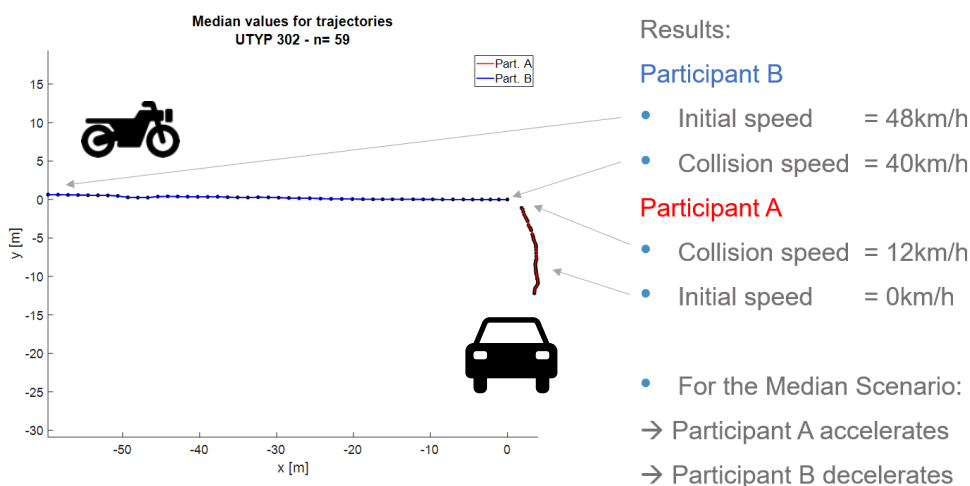 Median values for trajectories
UTYP 302 - n= 59
Part. A
Part. B
15
10
5
0
-5
-10
-15
-20
-25
-30
y [m]
-50
-40
-30
-20
-10
0
x [m]
Results:
Participant B
• Initial speed = 48km/h
• Collision speed = 40km/h
Participant A
• Collision speed = 12km/h
• Initial speed = 0km/h
• For the Median Scenario:
→ Participant A accelerates
→ Participant B decelerates